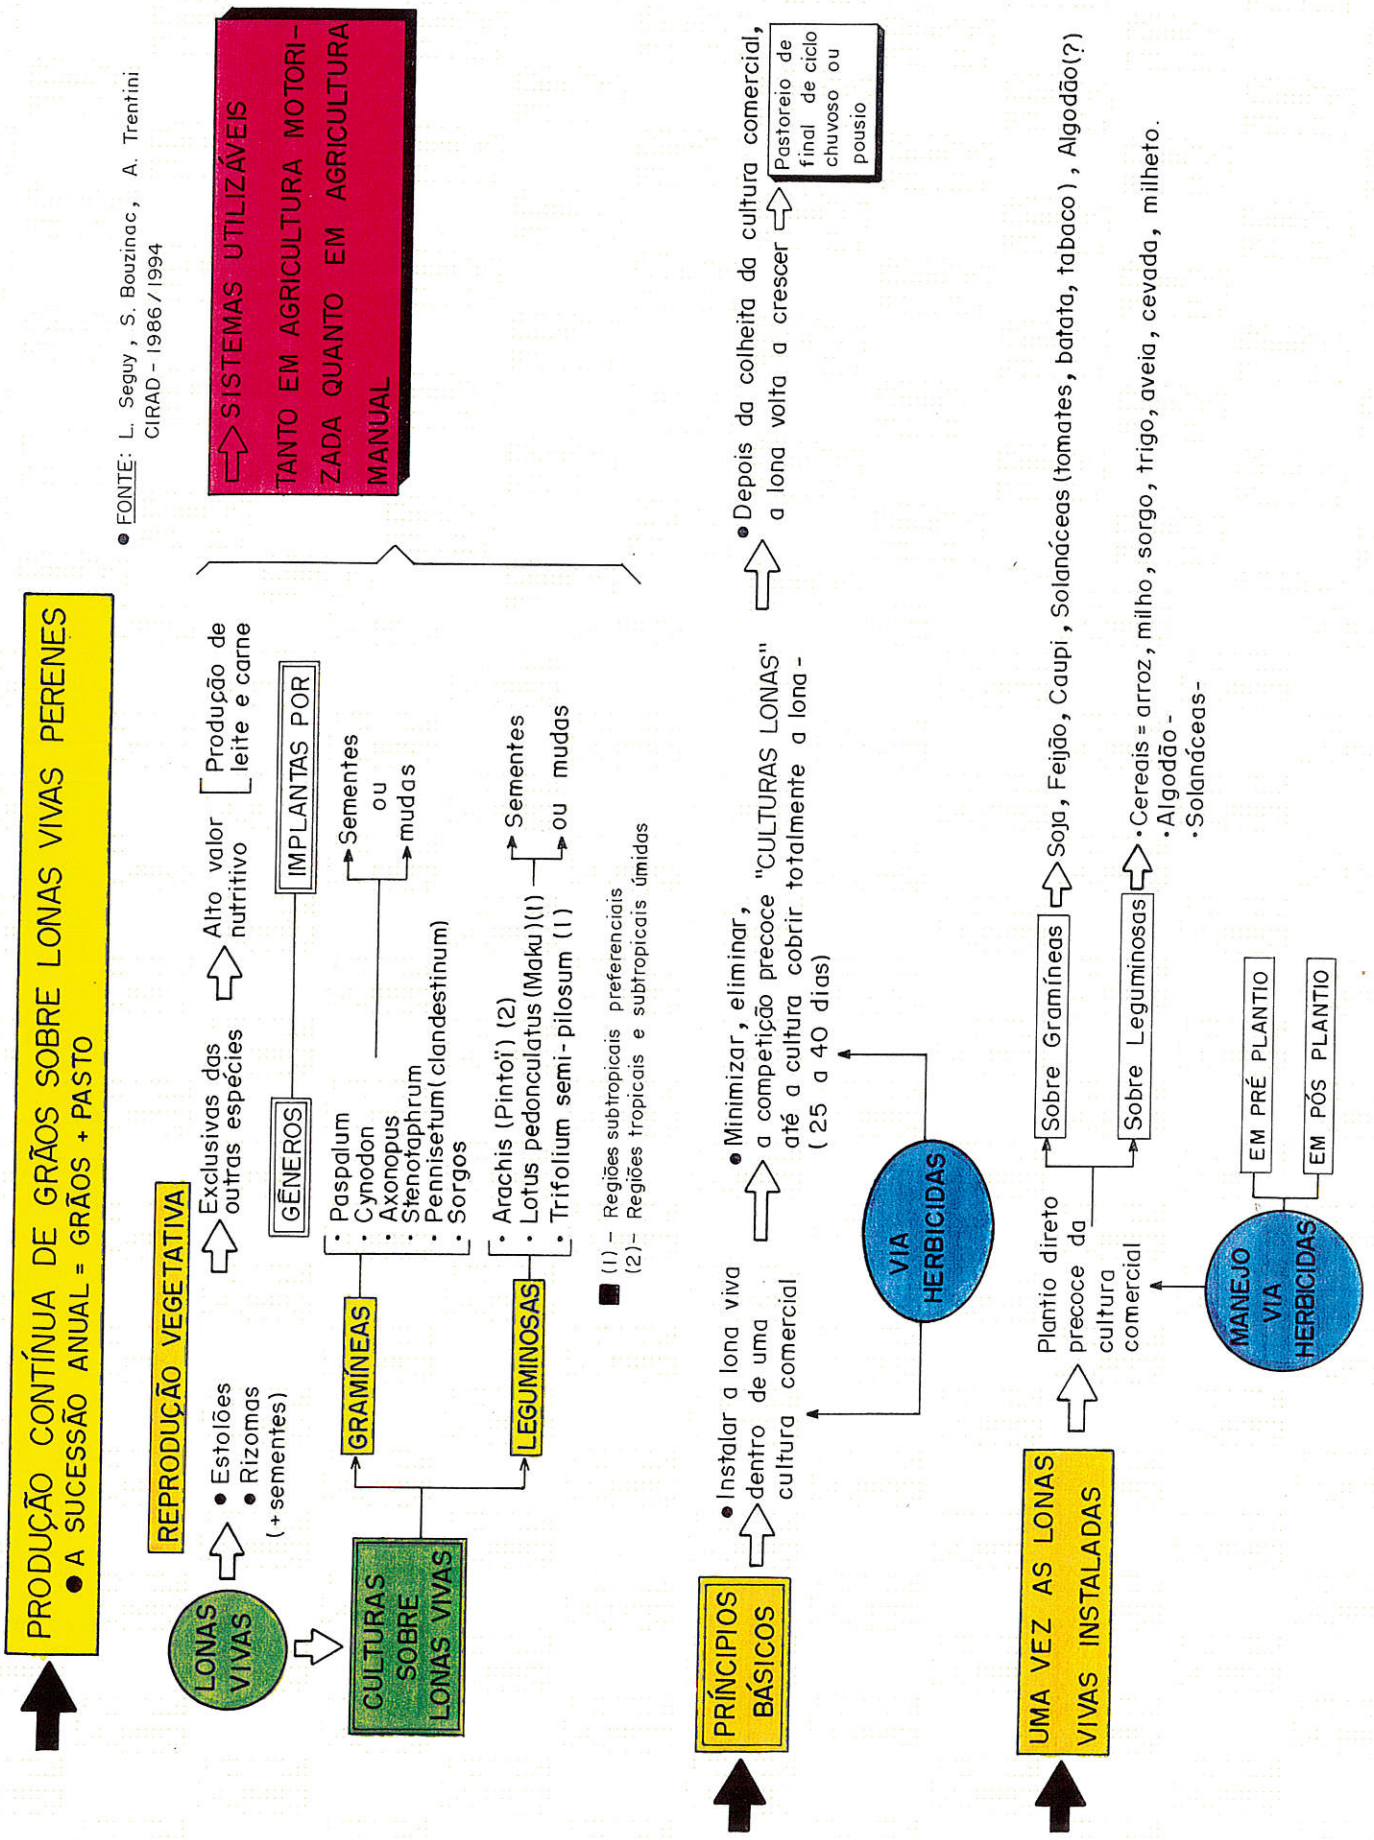 PRODUÇÃO CONTÍNUA DE GRÃOS SOBRE LONAS VIVAS PERENES
● A SUCESSÃO ANUAL = GRÃOS + PASTO
● FONTE: L. Seguy, S. Bouzinac, A. Trentini
CIRAD - 1986/1994
REPRODUÇÃO VEGETATIVA
LONAS
VIVAS
● Estolões
● Rizomas
(+ sementes)
Exclusivas das
outras espécies
Alto valor
nutritivo
Produção de
leite e carne
⇨ SISTEMAS UTILIZÁVEIS
TANTO EM AGRICULTURA MOTORI-
ZADA QUANTO EM AGRICULTURA
MANUAL
GÊNEROS
IMPLANTAS POR
CULTURAS
SOBRE
LONAS VIVAS
GRAMÍNEAS
• Paspalum
• Cynodon
• Axonopus
• Stenotaphrum
• Pennisetum (clandestinum)
• Sorgos
Sementes
ou
mudas
LEGUMINOSAS
• Arachis (Pintoï) (2)
• Lotus pedonculatus (Maku)(1)
• Trifolium semi-pilosum (1)
Sementes
ou mudas
■ (1) - Regiões subtropicais preferenciais
(2)- Regiões tropicais e subtropicais úmidas
PRÍNCIPIOS
BÁSICOS
● Instalar a lona viva
dentro de uma
cultura comercial
● Minimizar, eliminar,
a competição precoce "CULTURAS LONAS"
até a cultura cobrir totalmente a lona -
(25 a 40 dias)
● Depois da colheita da cultura comercial,
a lona volta a crescer
Pastoreio de
final de ciclo
chuvoso ou
pousio
VIA
HERBICIDAS
UMA VEZ AS LONAS
VIVAS INSTALADAS
Plantio direto
precoce da
cultura
comercial
Sobre Gramíneas
Soja, Feijão, Caupi, Solanáceas (tomates, batata, tabaco), Algodão(?)
Sobre Leguminosas
• Cereais = arroz, milho, sorgo, trigo, aveia, cevada, milheto.
• Algodão -
• Solanáceas-
MANEJO
VIA
HERBICIDAS
EM PRÉ PLANTIO
EM PÓS PLANTIO